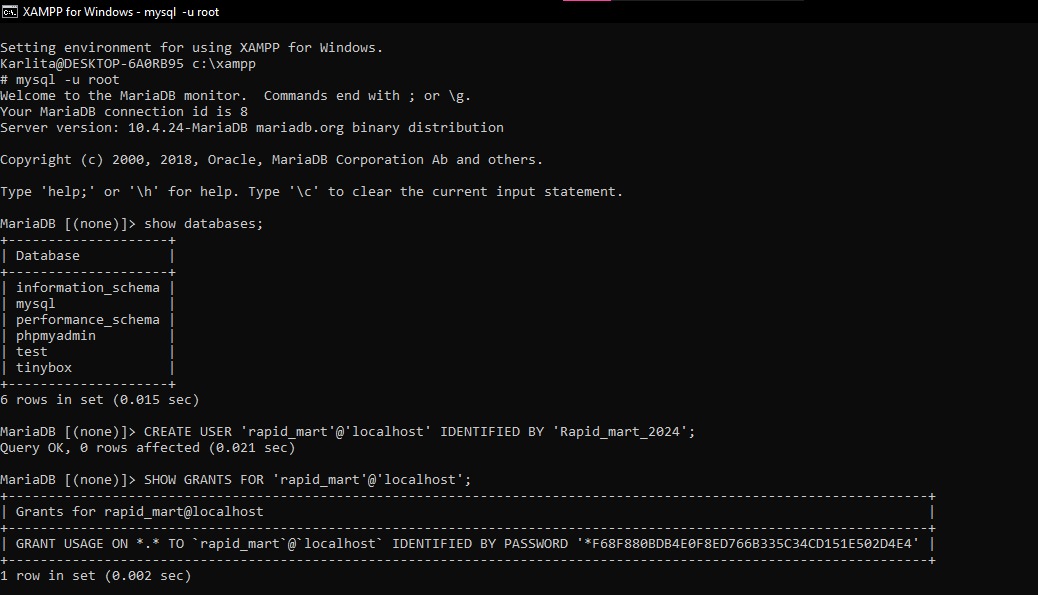 XAMPP for Windows - mysql  -u root
Setting environment for using XAMPP for Windows.
Karlita@DESKTOP-6A0RB95 c:\xampp
# mysql -u root
Welcome to the MariaDB monitor.  Commands end with ; or \g.
Your MariaDB connection id is 8
Server version: 10.4.24-MariaDB mariadb.org binary distribution
Copyright (c) 2000, 2018, Oracle, MariaDB Corporation Ab and others.
Type 'help;' or '\h' for help. Type '\c' to clear the current input statement.
MariaDB [(none)]> show databases;
+--------------------+
| Database           |
+--------------------+
| information_schema |
| mysql              |
| performance_schema |
| phpmyadmin         |
| test               |
| tinybox            |
+--------------------+
6 rows in set (0.015 sec)
MariaDB [(none)]> CREATE USER 'rapid_mart'@'localhost' IDENTIFIED BY 'Rapid_mart_2024';
Query OK, 0 rows affected (0.021 sec)
MariaDB [(none)]> SHOW GRANTS FOR 'rapid_mart'@'localhost';
+-------------------------------------------------------------------------------------------------------------------+
| Grants for rapid_mart@localhost                                                                                   |
+-------------------------------------------------------------------------------------------------------------------+
| GRANT USAGE ON *.* TO `rapid_mart`@`localhost` IDENTIFIED BY PASSWORD '*F68F880BDB4E0F8ED766B335C34CD151E502D4E4' |
+-------------------------------------------------------------------------------------------------------------------+
1 row in set (0.002 sec)